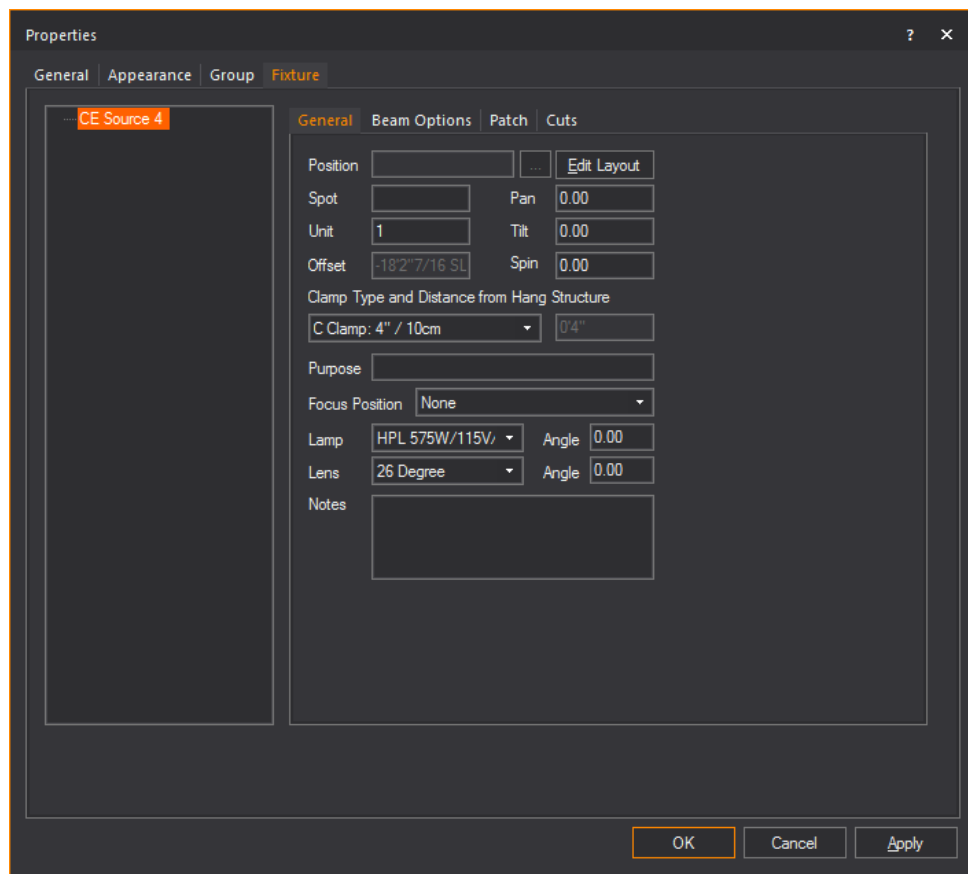 Properties ? ✕
General Appearance Group Fixture
CE Source 4
General Beam Options Patch Cuts
Position ... Edit Layout
Spot Pan 0.00
Unit 1 Tilt 0.00
Offset -18'2"7/16 SL Spin 0.00
Clamp Type and Distance from Hang Structure
C Clamp: 4" / 10cm 0'4"
Purpose
Focus Position None
Lamp HPL 575W/115V/ Angle 0.00
Lens 26 Degree Angle 0.00
Notes
OK Cancel Apply